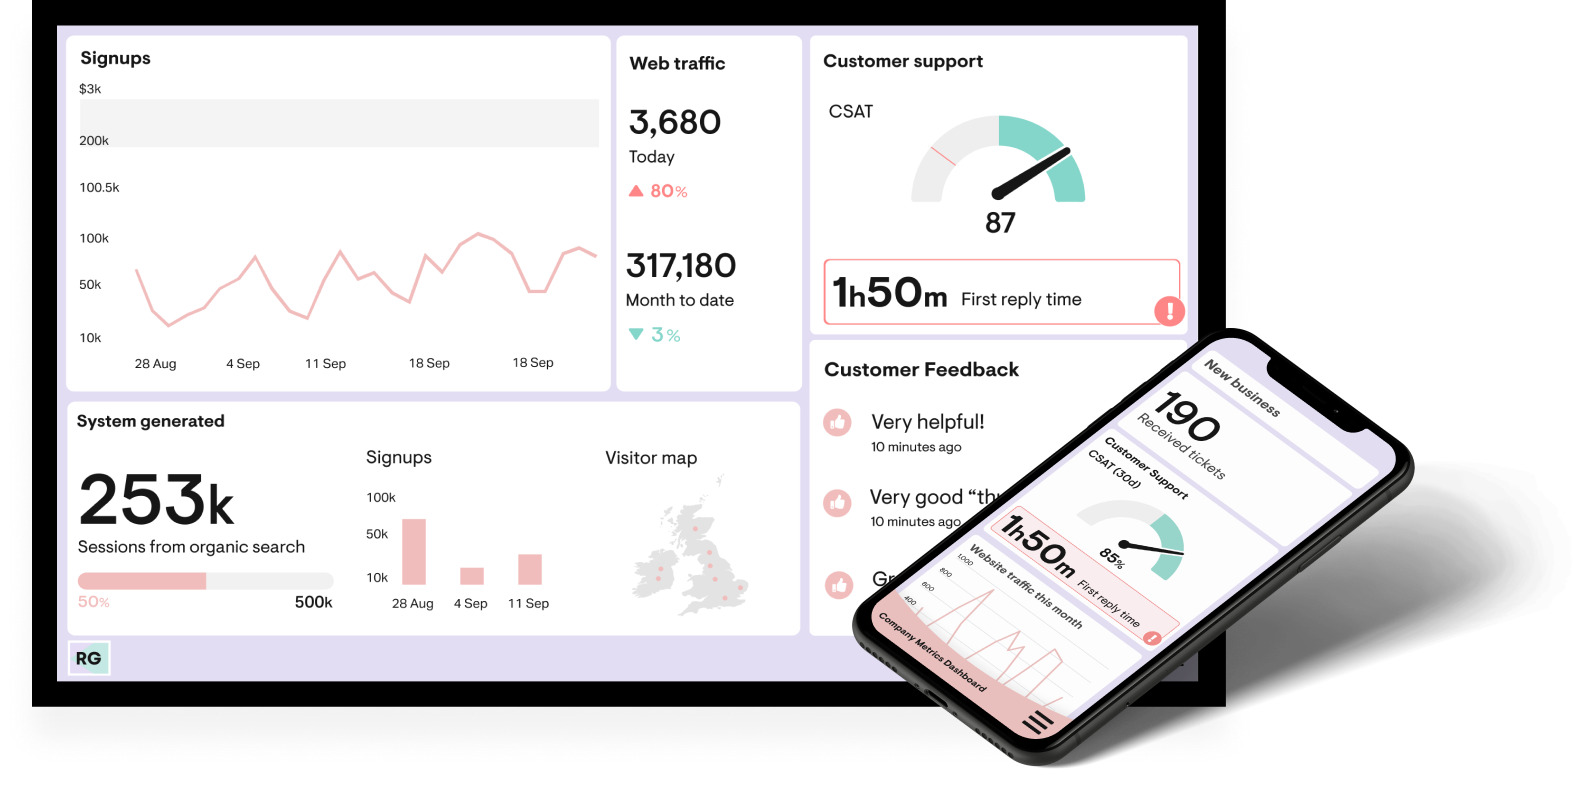 Signups
$3k
200k
100.5k
100k
50k
10k
28 Aug 4 Sep 11 Sep 18 Sep 18 Sep
Web traffic
3,680
Today
80%
317,180
Month to date
3%
Customer support
CSAT
87
1h50m First reply time
!
System generated
253k
Sessions from organic search
50% 500k
Signups
100k
50k
10k
28 Aug 4 Sep 11 Sep
Visitor map
Customer Feedback
Very helpful!
10 minutes ago
Very good “thu
10 minutes ago
Gr
RG
New business
190
Received tickets
Customer Support
CSAT (30d)
85%
1h50m First reply time
!
Website traffic this month
1,000
800
600
400
Company Metrics Dashboard